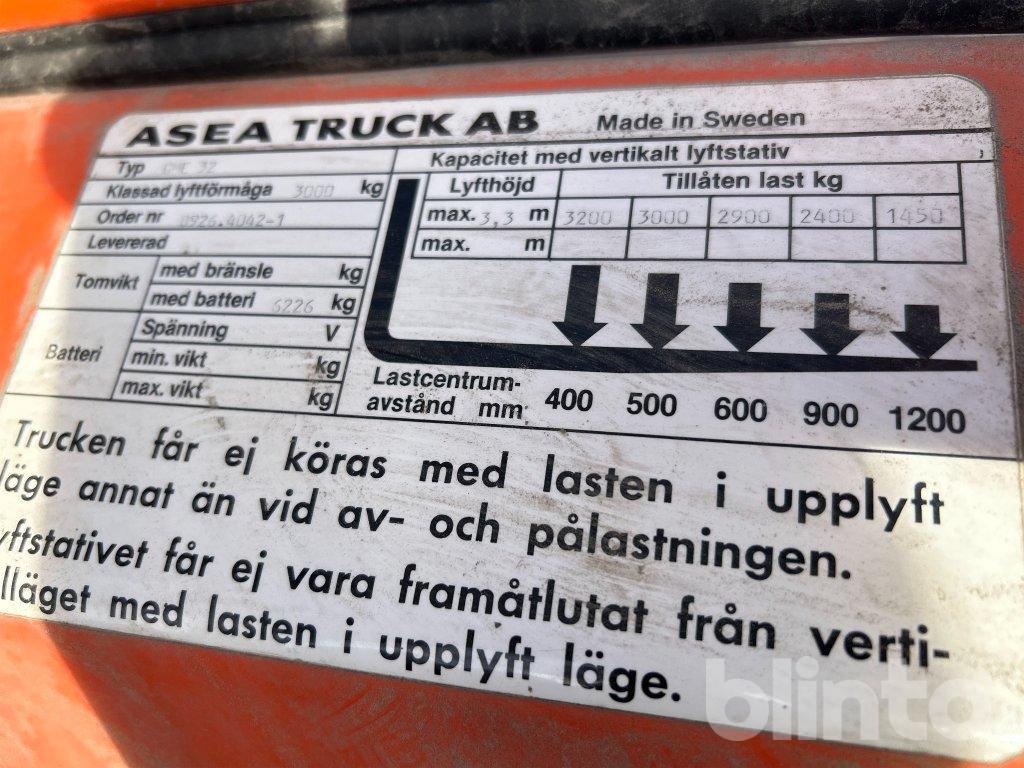 ASEA TRUCK AB Made in Sweden
Typ 32
Kapacitet med vertikalt lyftstativ
Klassad lyftförmåga 3000 kg
Lyfthöjd Tillåten last kg
Order nr 0926.4042-1
max. 3,3 m 3200 3000 2900 2400 1450
Levererad
max. m
Tomvikt med bränsle kg
med batteri 6226 kg
Batteri Spänning V
min. vikt kg
max. vikt kg
Lastcentrum-
avstånd mm 400 500 600 900 1200
Trucken får ej köras med lasten i upplyft
läge annat än vid av- och pålastningen.
yftstativet får ej vara framåtlutat från verti-
lläget med lasten i upplyft läge.
blinto